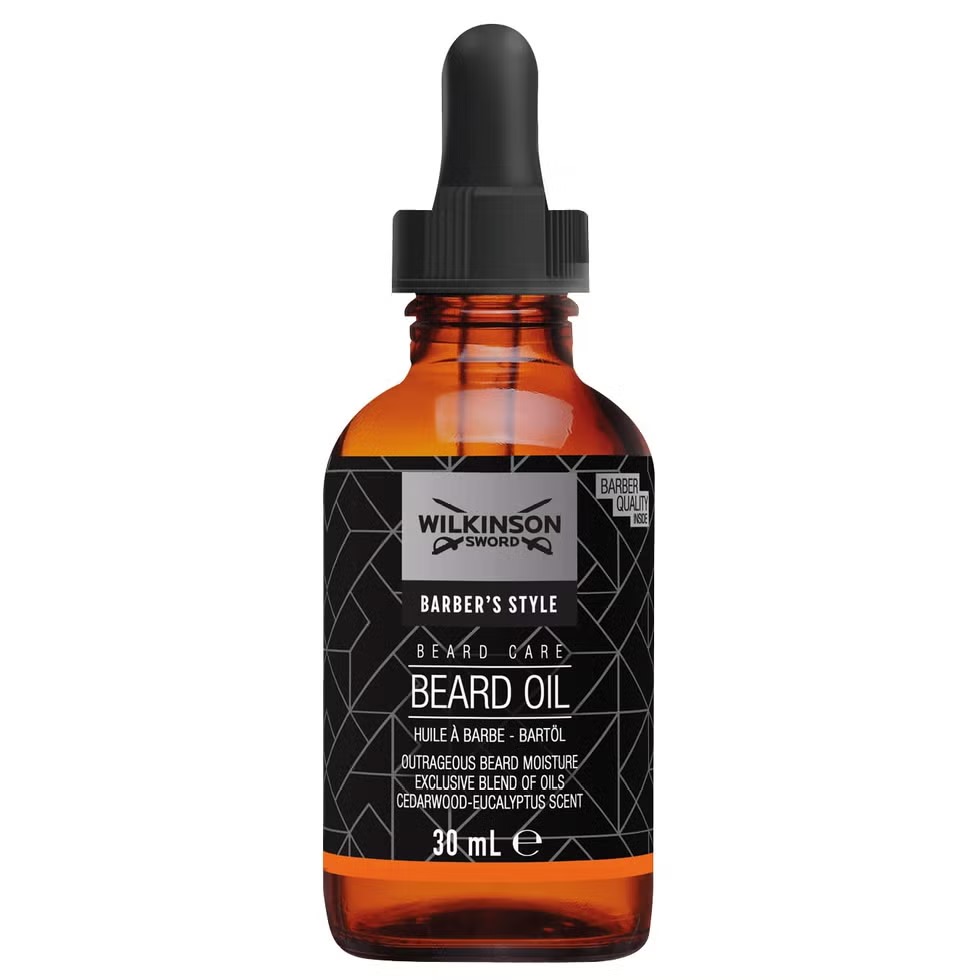 WILKINSON
SWORD
BARBER
QUALITY
INSIDE
BARBER'S STYLE
BEARD CARE
BEARD OIL
HUILE À BARBE - BARTÖL
OUTRAGEOUS BEARD MOISTURE
EXCLUSIVE BLEND OF OILS
CEDARWOOD-EUCALYPTUS SCENT
30 mL ℮